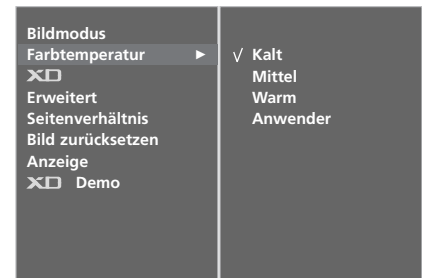 Bildmodus
Farbtemperatur ►
XD
Erweitert
Seitenverhältnis
Bild zurücksetzen
Anzeige
XD Demo
√ Kalt
Mittel
Warm
Anwender